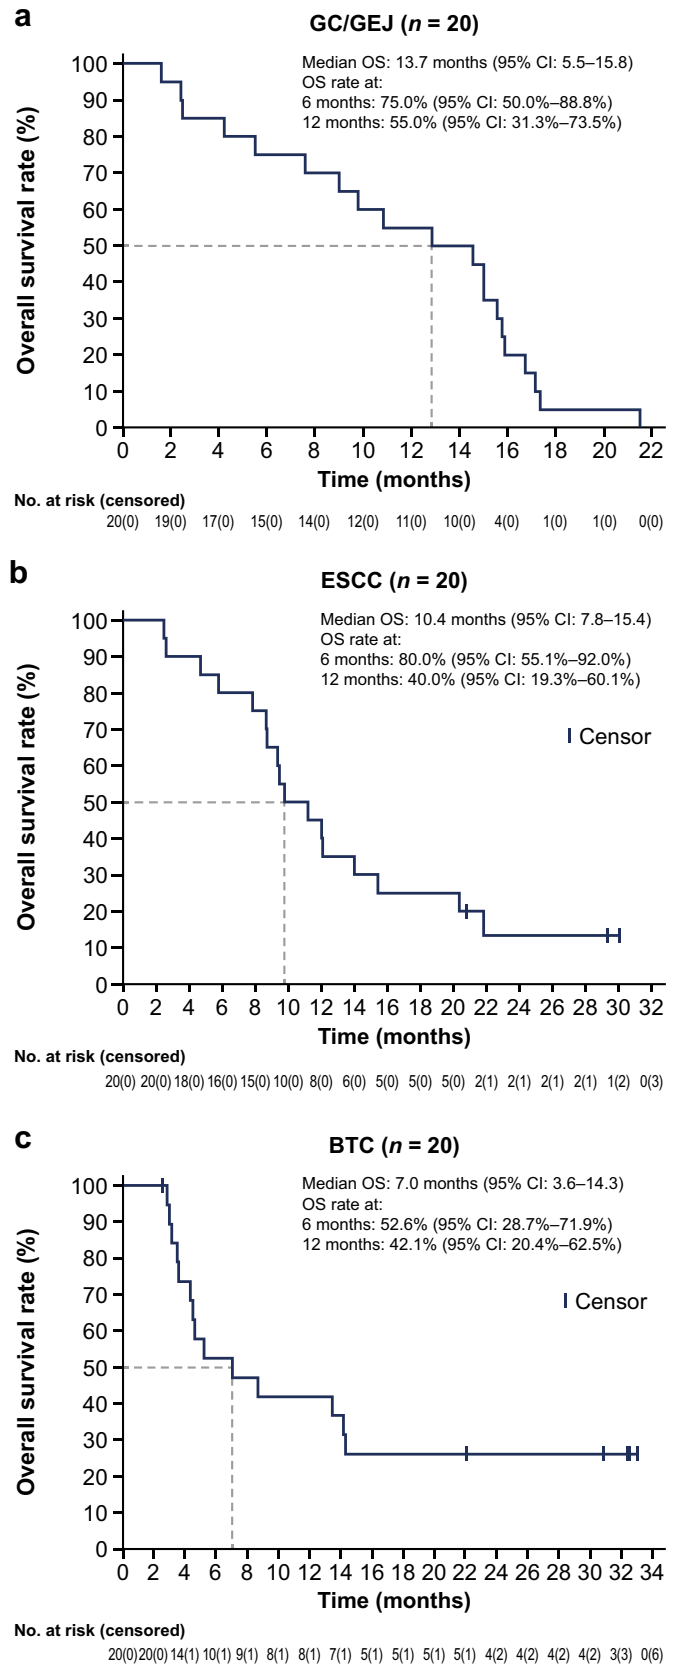 a
GC/GEJ (n = 20)
Median OS: 13.7 months (95% CI: 5.5–15.8)
OS rate at:
6 months: 75.0% (95% CI: 50.0%–88.8%)
12 months: 55.0% (95% CI: 31.3%–73.5%)
Overall survival rate (%)
100
90
80
70
60
50
40
30
20
10
0
0 2 4 6 8 10 12 14 16 18 20 22
Time (months)
No. at risk (censored)
20(0) 19(0) 17(0) 15(0) 14(0) 12(0) 11(0) 10(0) 4(0) 1(0) 1(0) 0(0)
b
ESCC (n = 20)
Median OS: 10.4 months (95% CI: 7.8–15.4)
OS rate at:
6 months: 80.0% (95% CI: 55.1%–92.0%)
12 months: 40.0% (95% CI: 19.3%–60.1%)
Censor
Overall survival rate (%)
100
90
80
70
60
50
40
30
20
10
0
0 2 4 6 8 10 12 14 16 18 20 22 24 26 28 30 32
Time (months)
No. at risk (censored)
20(0) 20(0) 18(0) 16(0) 15(0) 10(0) 8(0) 6(0) 5(0) 5(0) 5(0) 2(1) 2(1) 2(1) 2(1) 1(2) 0(3)
c
BTC (n = 20)
Median OS: 7.0 months (95% CI: 3.6–14.3)
OS rate at:
6 months: 52.6% (95% CI: 28.7%–71.9%)
12 months: 42.1% (95% CI: 20.4%–62.5%)
Censor
Overall survival rate (%)
100
90
80
70
60
50
40
30
20
10
0
0 2 4 6 8 10 12 14 16 18 20 22 24 26 28 30 32 34
Time (months)
No. at risk (censored)
20(0) 20(0) 14(1) 10(1) 9(1) 8(1) 8(1) 7(1) 5(1) 5(1) 5(1) 5(1) 4(2) 4(2) 4(2) 4(2) 3(3) 0(6)